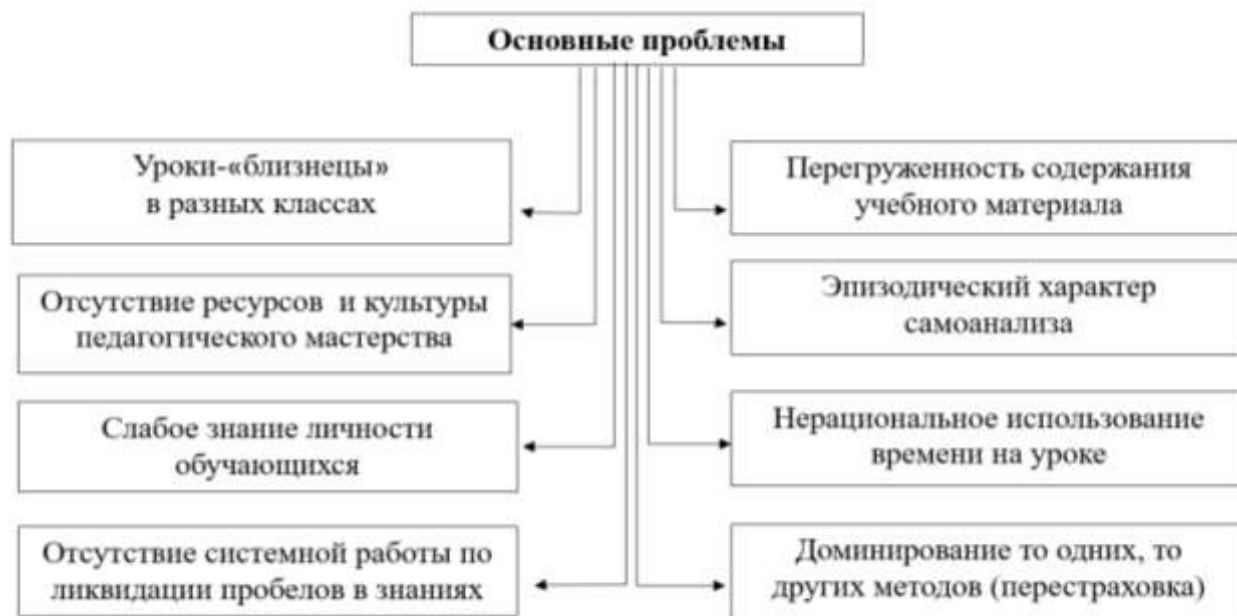 Основные проблемы
Уроки-«близнецы»
в разных классах
Отсутствие ресурсов и культуры
педагогического мастерства
Слабое знание личности
обучающихся
Отсутствие системной работы по
ликвидации пробелов в знаниях
Перегруженность содержания
учебного материала
Эпизодический характер
самоанализа
Нерациональное использование
времени на уроке
Доминирование то одних, то
других методов (перестраховка)